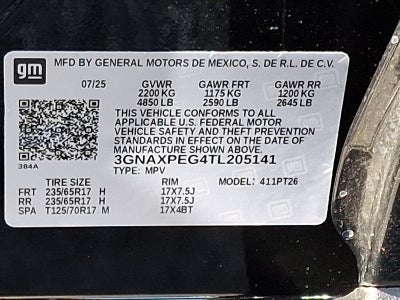 gm
MFD BY GENERAL MOTORS DE MEXICO, S. DE R.L. DE C.V.
07/25 GVWR GAWR FRT GAWR RR
2200 KG 1175 KG 1200 KG
4850 LB 2590 LB 2645 LB
THIS VEHICLE CONFORMS TO ALL
APPLICABLE U.S. FEDERAL MOTOR
VEHICLE SAFETY AND THEFT PREVENTION
STANDARDS IN EFFECT ON THE DATE OF
MANUFACTURE SHOWN ABOVE.
3GNAXPEG4TL205141
384A TYPE: MPV
TIRE SIZE RIM MODEL: 411PT26
FRT 235/65R17 H 17X7.5J
RR 235/65R17 H 17X7.5J
SPA T125/70R17 M 17X4BT